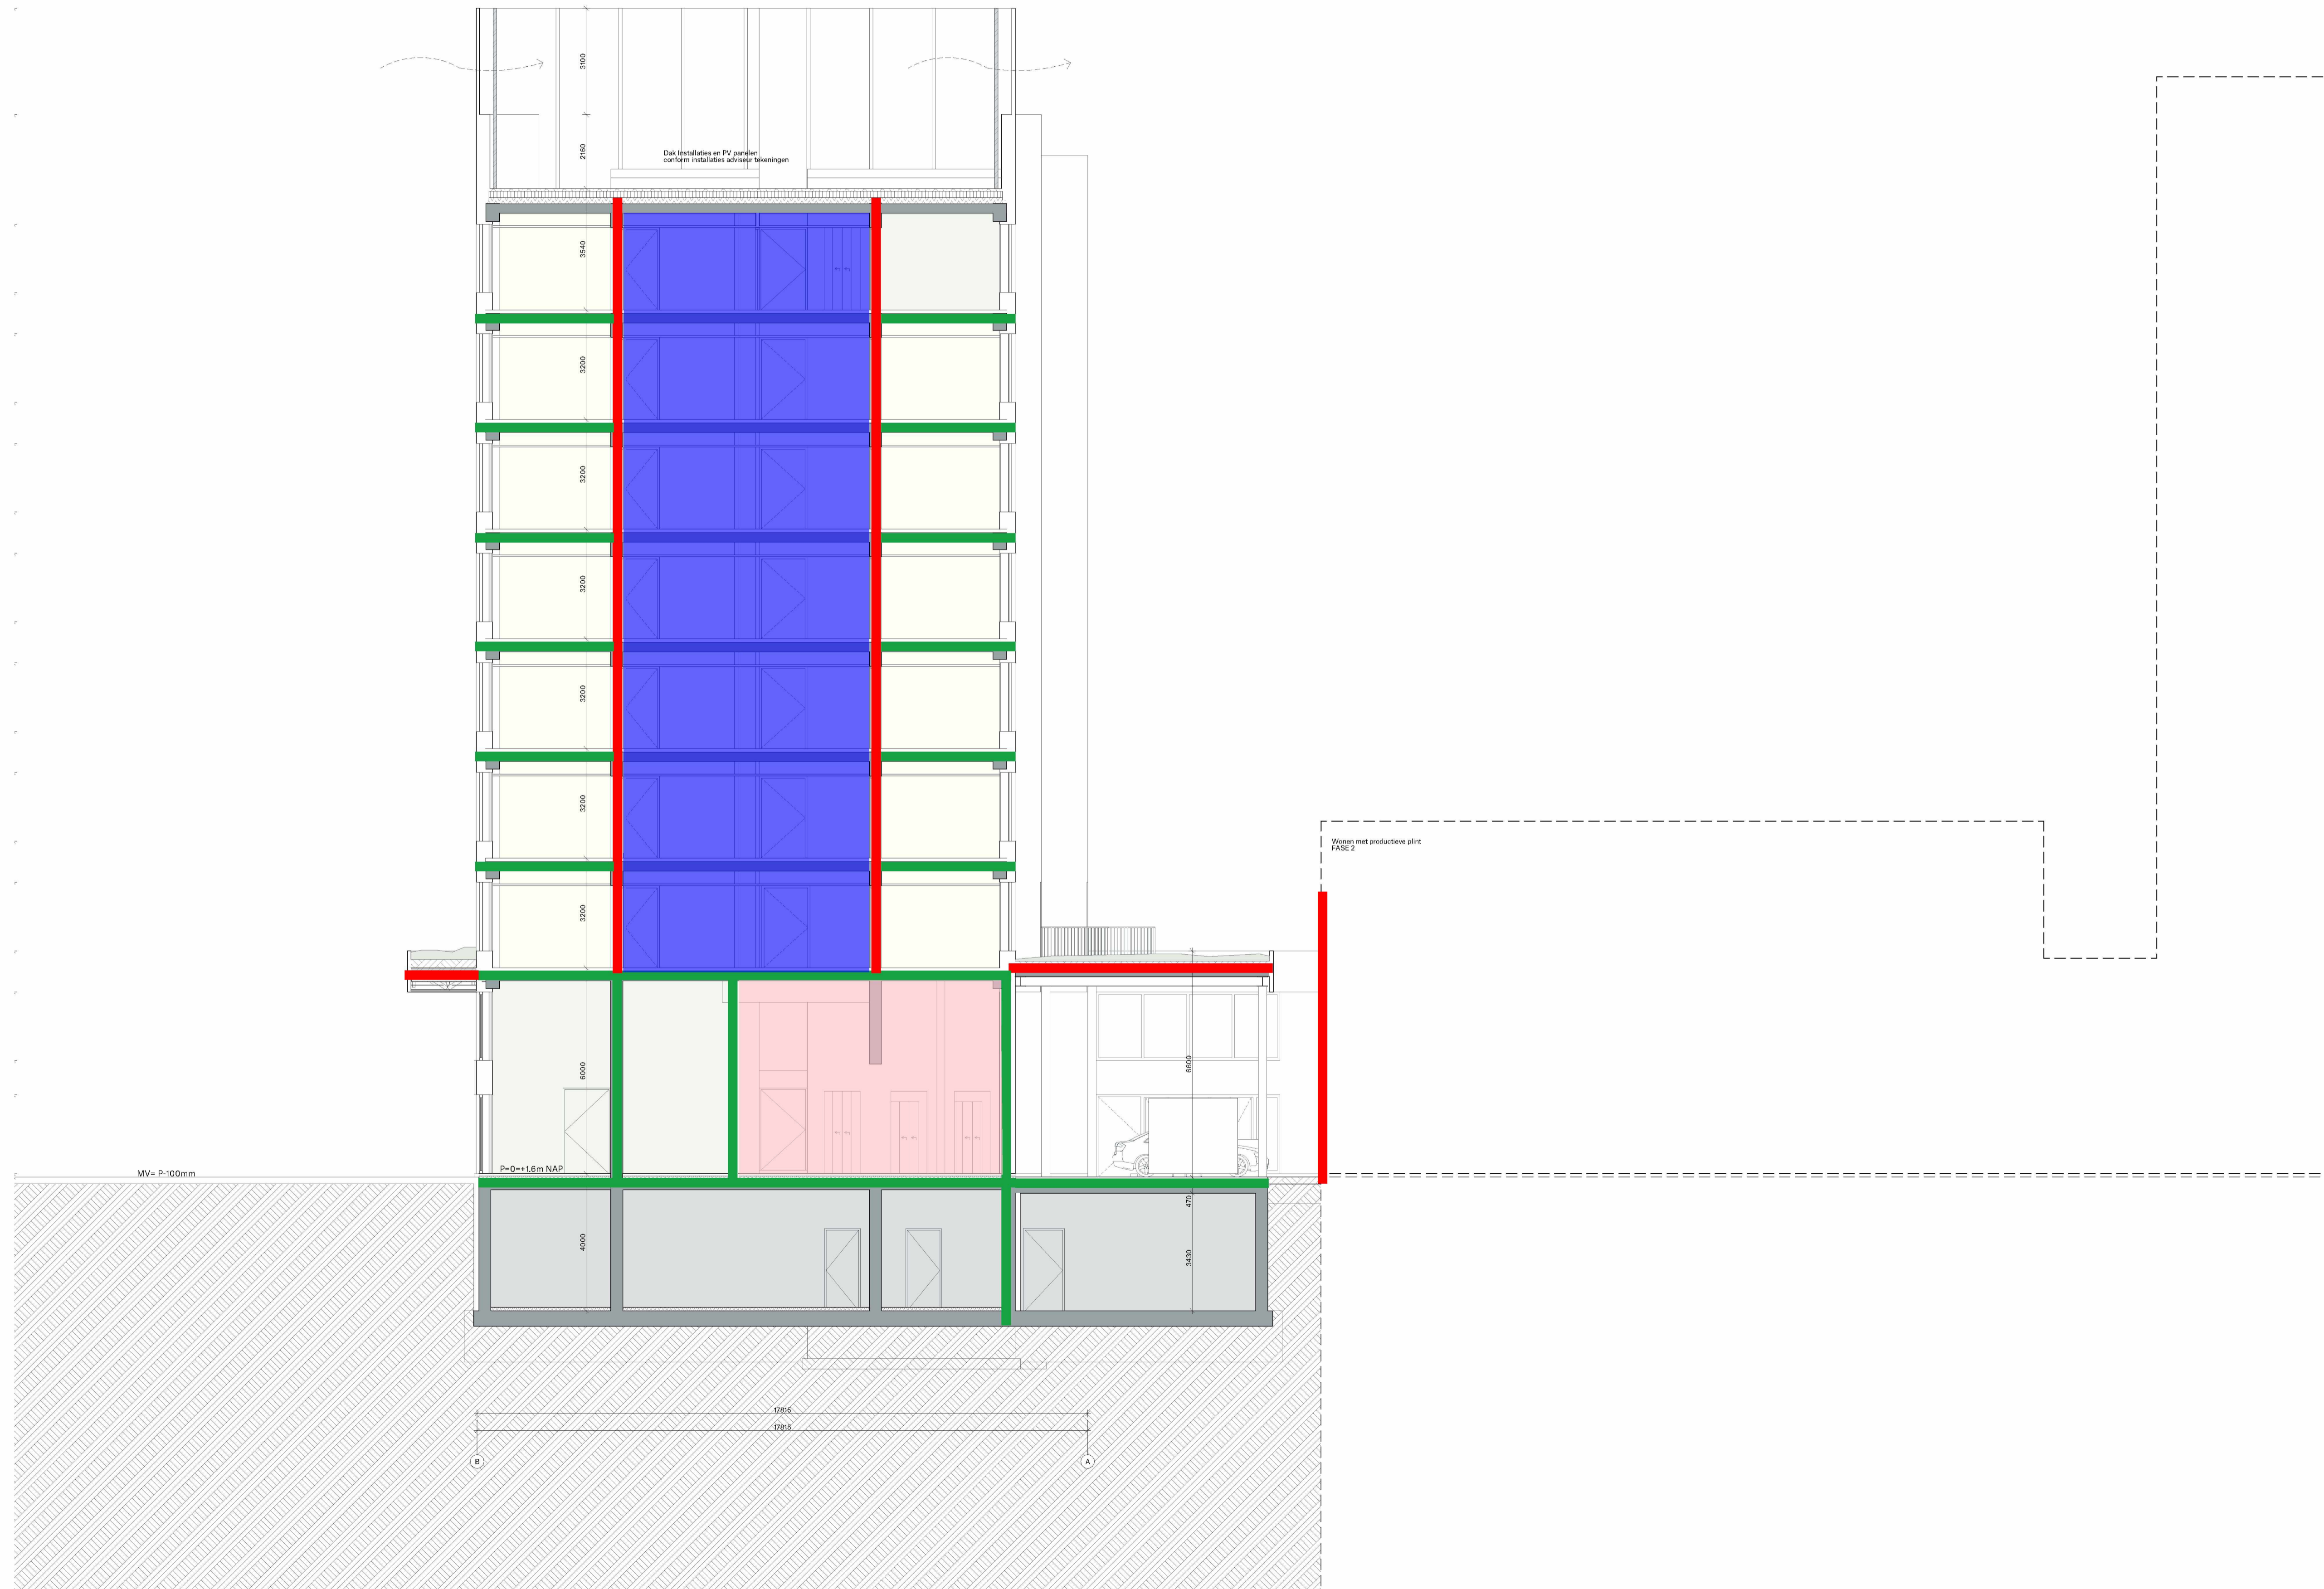 3100
2160
Dak Installaties en PV panelen
conform installaties adviseur tekeningen
3540
3200
3200
3200
3200
3200
3200
Wonen met productieve plint
FASE 2
6000
6600
MV= P-100mm
P=0=+1.6m NAP
470
4000
3430
17815
17815
B
A